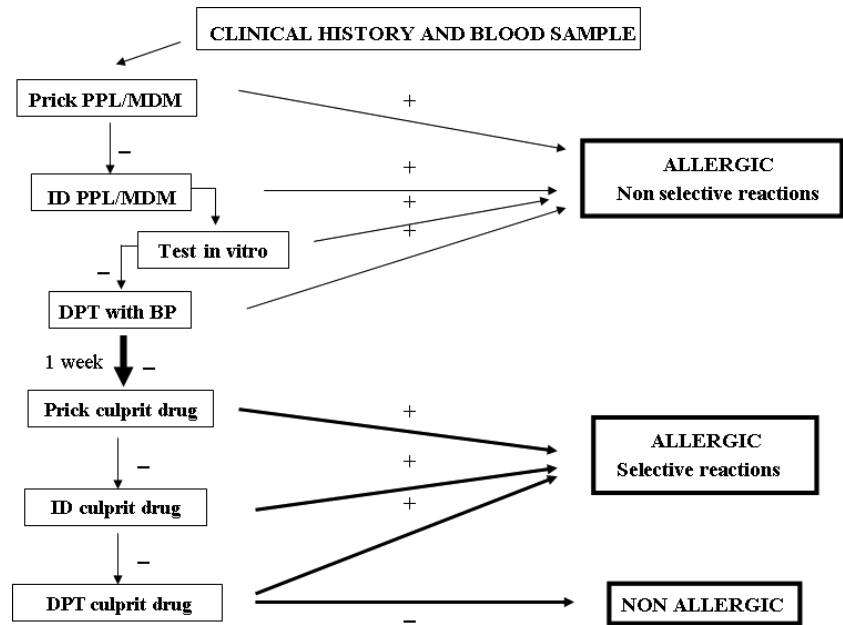 CLINICAL HISTORY AND BLOOD SAMPLE
Prick PPL/MDM
+
–
ALLERGIC
Non selective reactions
+
ID PPL/MDM
+
+
Test in vitro
–
DPT with BP
1 week
–
Prick culprit drug
+
ALLERGIC
Selective reactions
–
+
ID culprit drug
+
–
DPT culprit drug
–
NON ALLERGIC